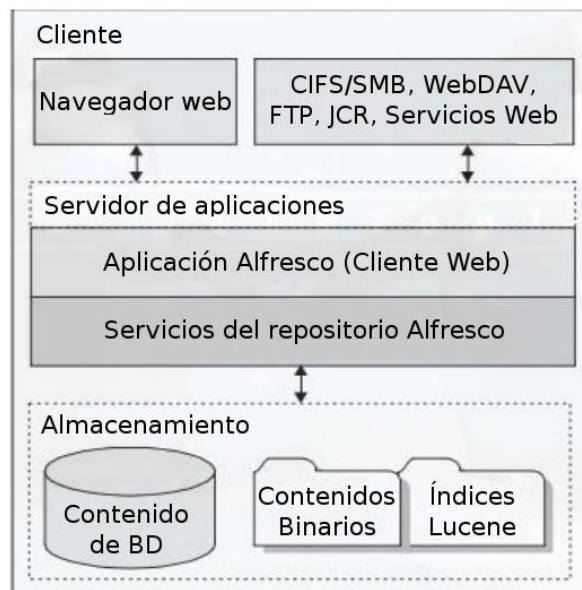 Cliente
Navegador web
CIFS/SMB, WebDAV,
FTP, JCR, Servicios Web
Servidor de aplicaciones
Aplicación Alfresco (Cliente Web)
Servicios del repositorio Alfresco
Almacenamiento
Contenido
de BD
Contenidos
Binarios
Índices
Lucene